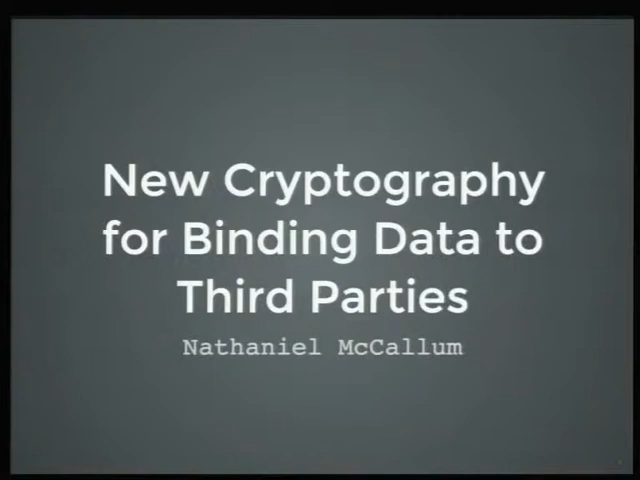 New Cryptography
for Binding Data to
Third Parties
Nathaniel McCallum